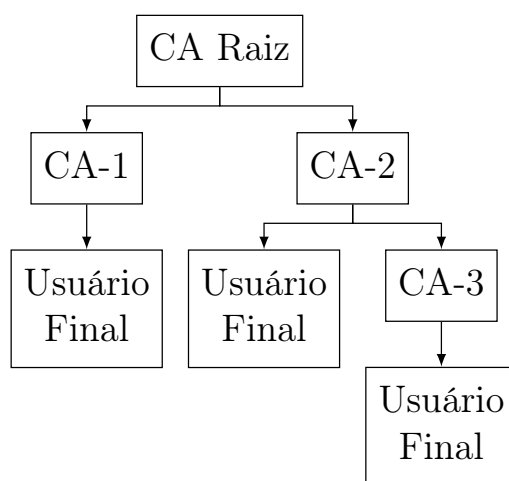 CA Raiz
CA-1
CA-2
Usuário
Final
Usuário
Final
CA-3
Usuário
Final